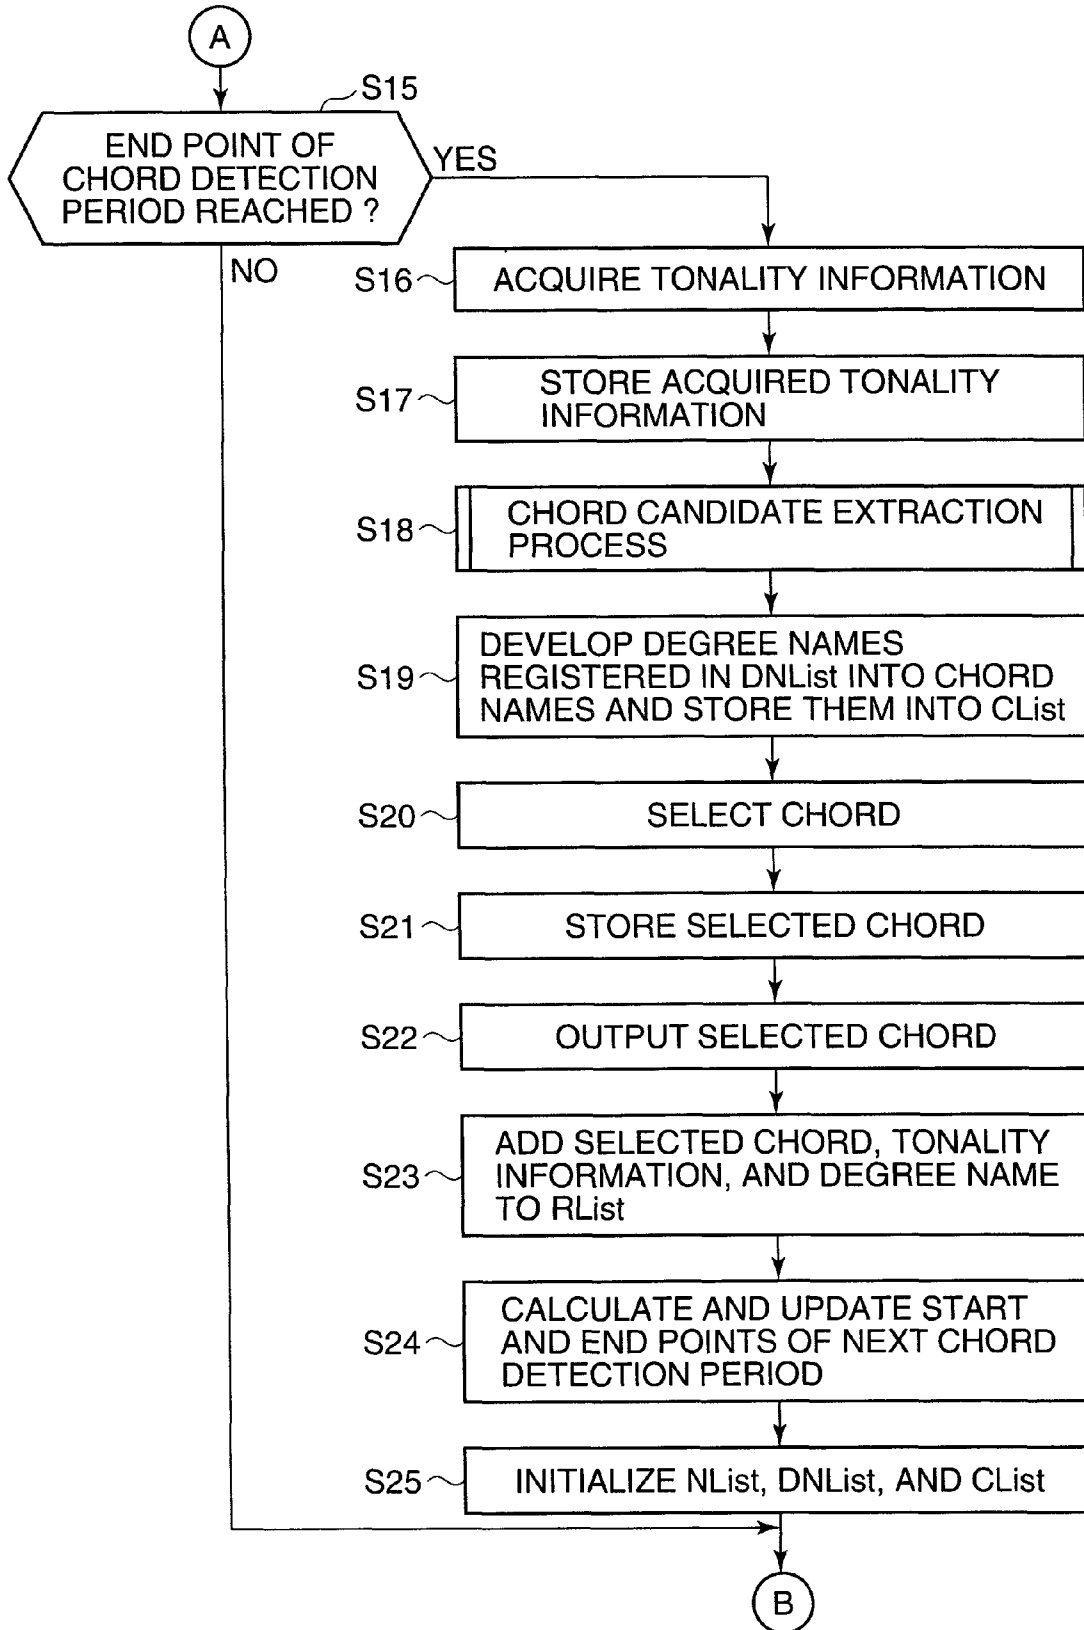 A
S15
END POINT OF
CHORD DETECTION
PERIOD REACHED ?
YES
NO
S16
ACQUIRE TONALITY INFORMATION
S17
STORE ACQUIRED TONALITY
INFORMATION
S18
CHORD CANDIDATE EXTRACTION
PROCESS
S19
DEVELOP DEGREE NAMES
REGISTERED IN DNList INTO CHORD
NAMES AND STORE THEM INTO CList
S20
SELECT CHORD
S21
STORE SELECTED CHORD
S22
OUTPUT SELECTED CHORD
S23
ADD SELECTED CHORD, TONALITY
INFORMATION, AND DEGREE NAME
TO RList
S24
CALCULATE AND UPDATE START
AND END POINTS OF NEXT CHORD
DETECTION PERIOD
S25
INITIALIZE NList, DNList, AND CList
B